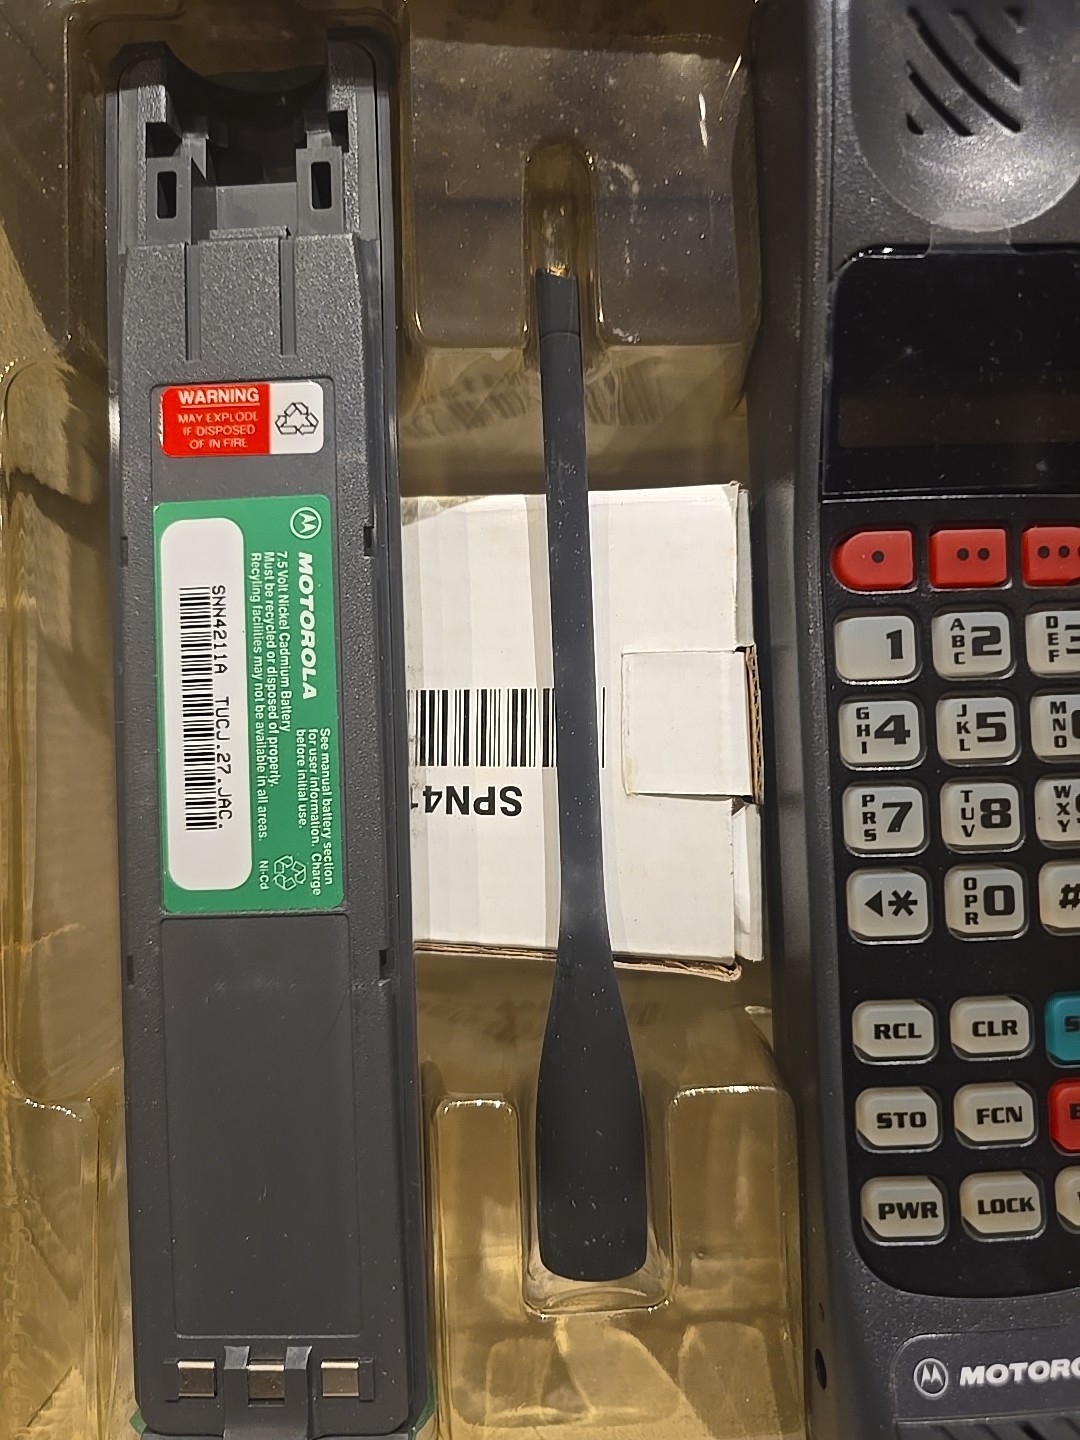 WARNING
MAY EXPLODE
IF DISPOSED
OF IN FIRE
MOTOROLA
7.5 Volt Nickel Cadmium Battery
Must be recycled or disposed of properly.
Recycling facilities may not be available in all areas.
See manual battery section
for user information. Charge
before initial use.
Ni-Cd
SNN4211A TUCJ.27.JAC.
SPN4
1
ABC 2
DEF 3
GHI 4
JKL 5
MNO
PRS 7
TUV 8
WXY
*
OPR 0
#
RCL
CLR
S
STO
FCN
E
PWR
LOCK
MOTORO